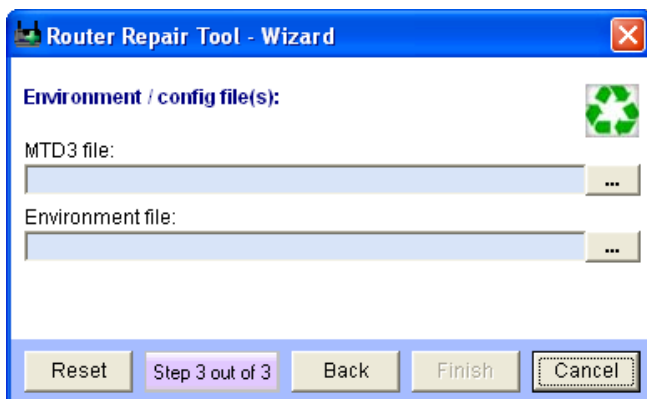 Router Repair Tool - Wizard
Environment / config file(s):
MTD3 file:
...
Environment file:
...
Reset Step 3 out of 3 Back Finish Cancel